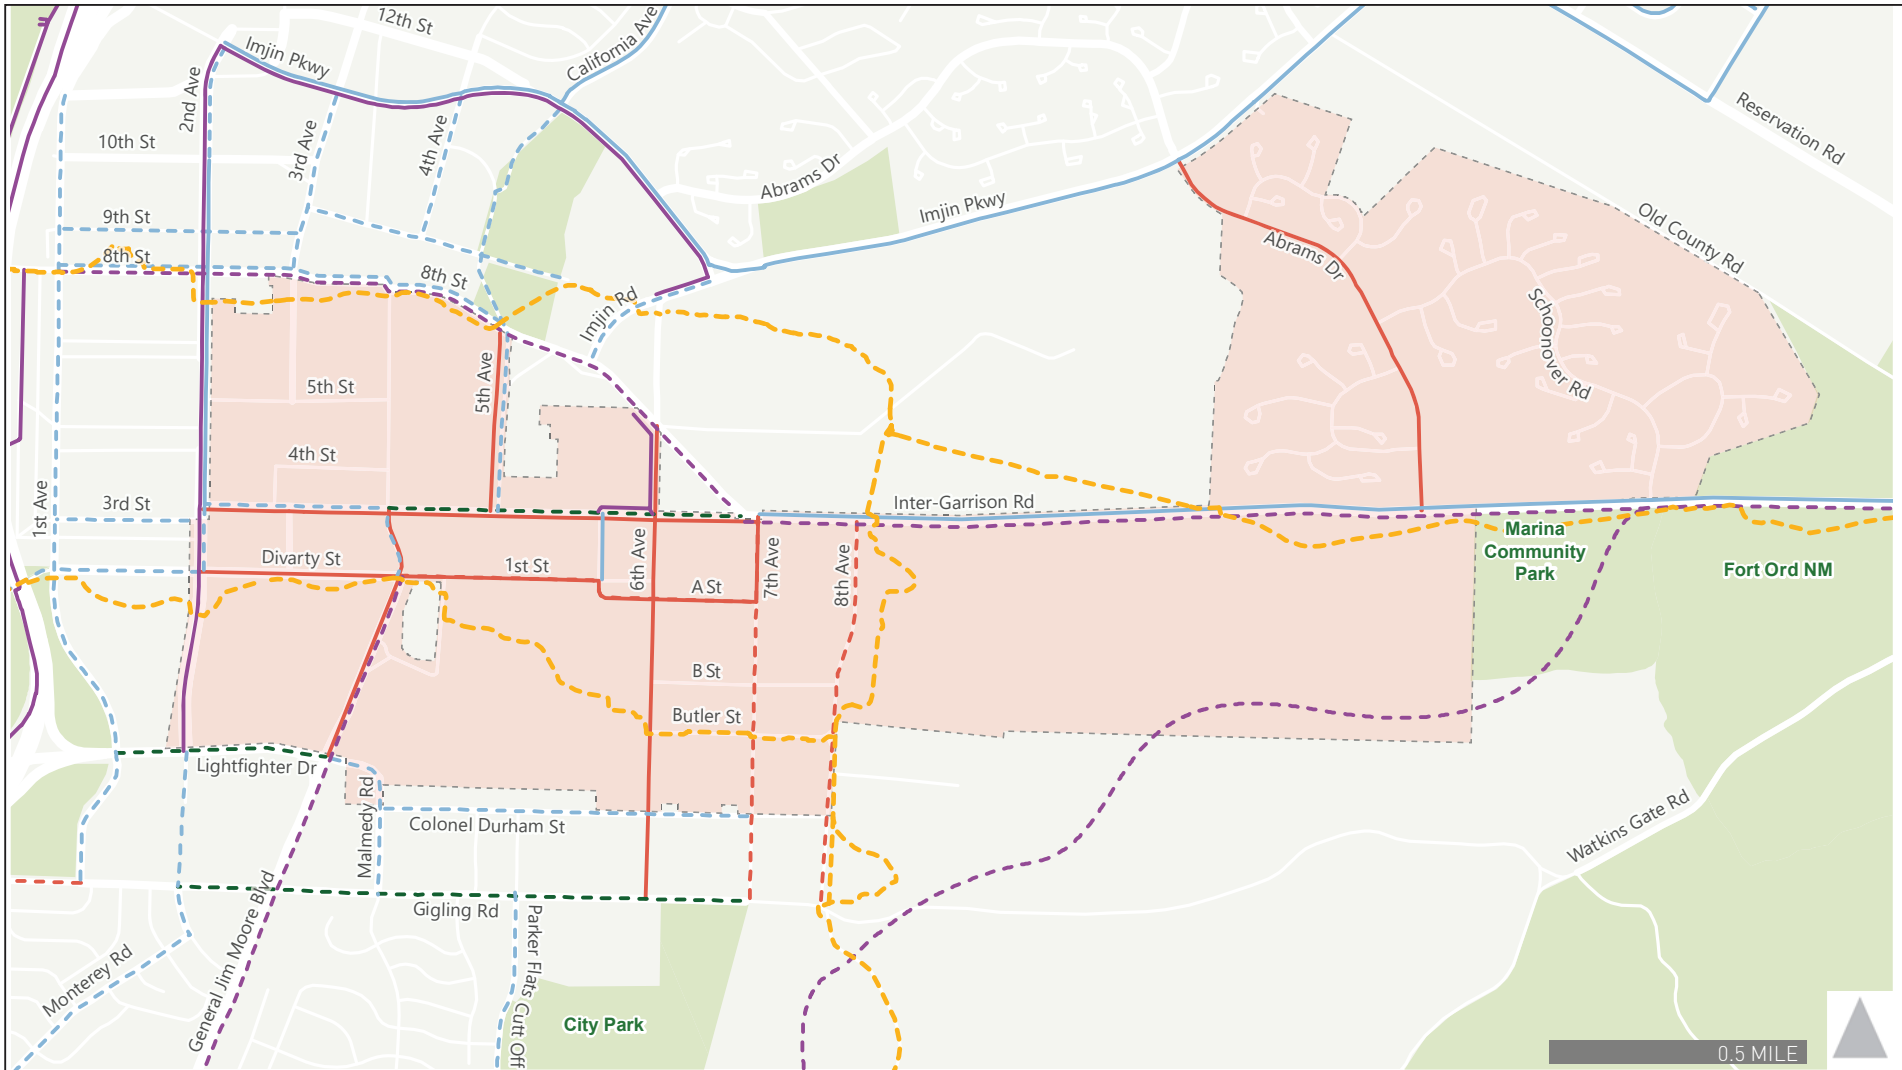 12th St
California Ave
Imjin Pkwy
2nd Ave
Reservation Rd
10th St
3rd Ave
4th Ave
Abrams Dr
Imjin Pkwy
9th St
Old County Rd
8th St
Abrams Dr
8th St
Imjin Rd
Schoonover Rd
5th St
5th Ave
4th St
1st Ave
3rd St
Inter-Garrison Rd
Marina
Community
Park
Divarty St
1st St
6th Ave
A St
7th Ave
8th Ave
Fort Ord NM
B St
Butler St
Lightfighter Dr
Malmedy Rd
Colonel Durham St
Watkins Gate Rd
Gigling Rd
General Jim Moore Blvd
Parker Flats Cutt Off
Monterey Rd
City Park
0.5 MILE